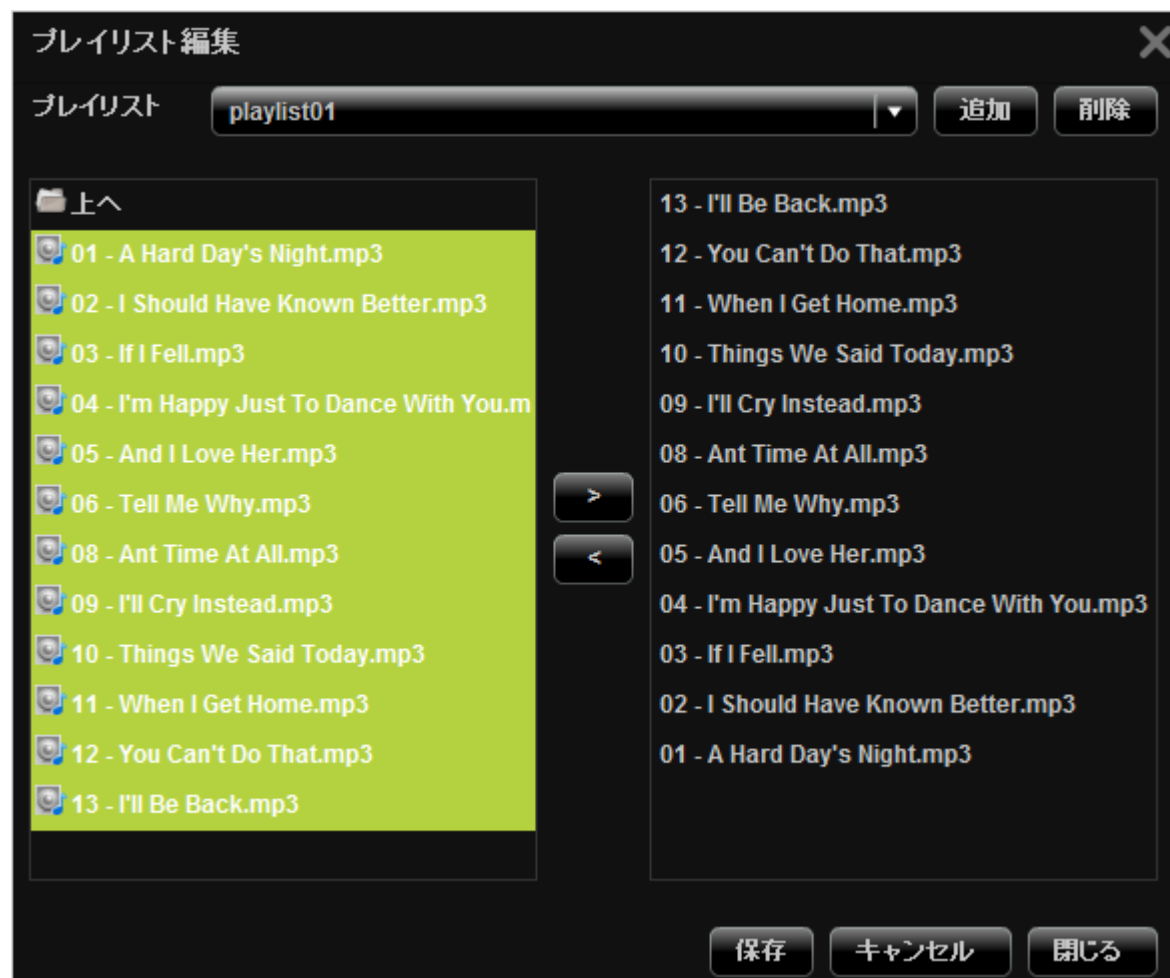 プレイリスト編集
プレイリスト
playlist01
追加
削除
上へ
01 - A Hard Day's Night.mp3
02 - I Should Have Known Better.mp3
03 - If I Fell.mp3
04 - I'm Happy Just To Dance With You.m
05 - And I Love Her.mp3
06 - Tell Me Why.mp3
08 - Ant Time At All.mp3
09 - I'll Cry Instead.mp3
10 - Things We Said Today.mp3
11 - When I Get Home.mp3
12 - You Can't Do That.mp3
13 - I'll Be Back.mp3
>
<
13 - I'll Be Back.mp3
12 - You Can't Do That.mp3
11 - When I Get Home.mp3
10 - Things We Said Today.mp3
09 - I'll Cry Instead.mp3
08 - Ant Time At All.mp3
06 - Tell Me Why.mp3
05 - And I Love Her.mp3
04 - I'm Happy Just To Dance With You.mp3
03 - If I Fell.mp3
02 - I Should Have Known Better.mp3
01 - A Hard Day's Night.mp3
保存
キャンセル
閉じる